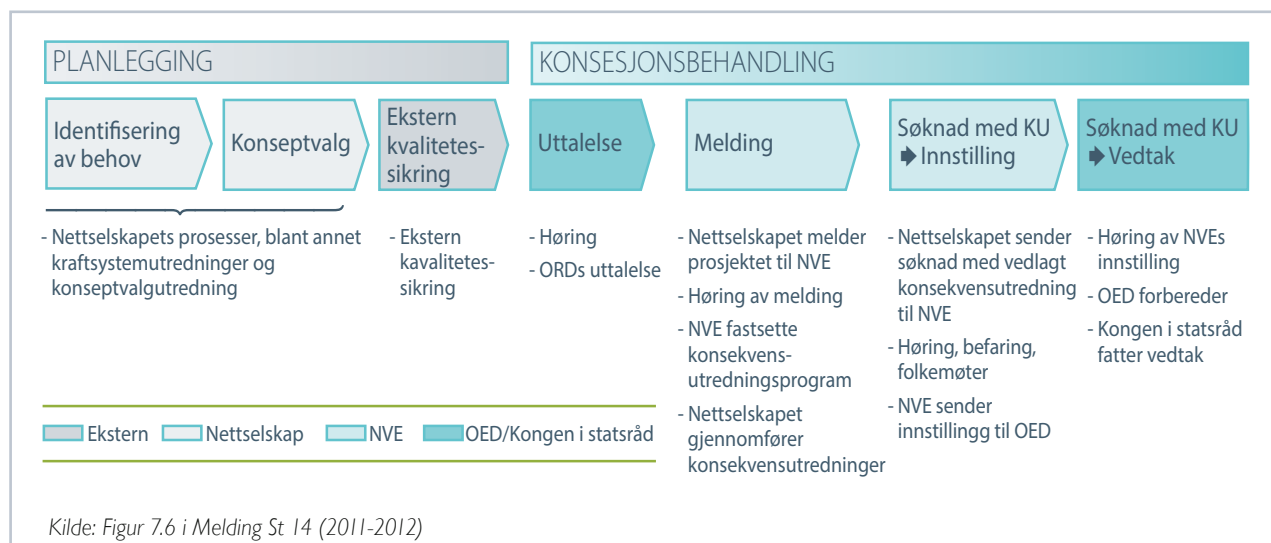 PLANLEGGING
KONSESJONSBEHANDLING
Identifisering
av behov
Konseptvalg
Ekstern
kvalitetes-
sikring
Uttalelse
Melding
Søknad med KU
➧ Innstilling
Søknad med KU
➧ Vedtak
- Nettselskapets prosesser, blant annet
kraftsystemutredninger og
konseptvalgutredning
- Ekstern
kavalitetes-
sikring
- Høring
- ORDs uttalelse
- Nettselskapet melder
prosjektet til NVE
- Høring av melding
- NVE fastsette
konsekvens-
utredningsprogram
- Nettselskapet
gjennomfører
konsekvensutredninger
- Nettselskapet sender
søknad med vedlagt
konsekvensutredning
til NVE
- Høring, befaring,
folkemøter
- NVE sender
innstillingg til OED
- Høring av NVEs
innstilling
- OED forbereder
- Kongen i statsråd
fatter vedtak
Ekstern
Nettselskap
NVE
OED/Kongen i statsråd
Kilde: Figur 7.6 i Melding St 14 (2011-2012)